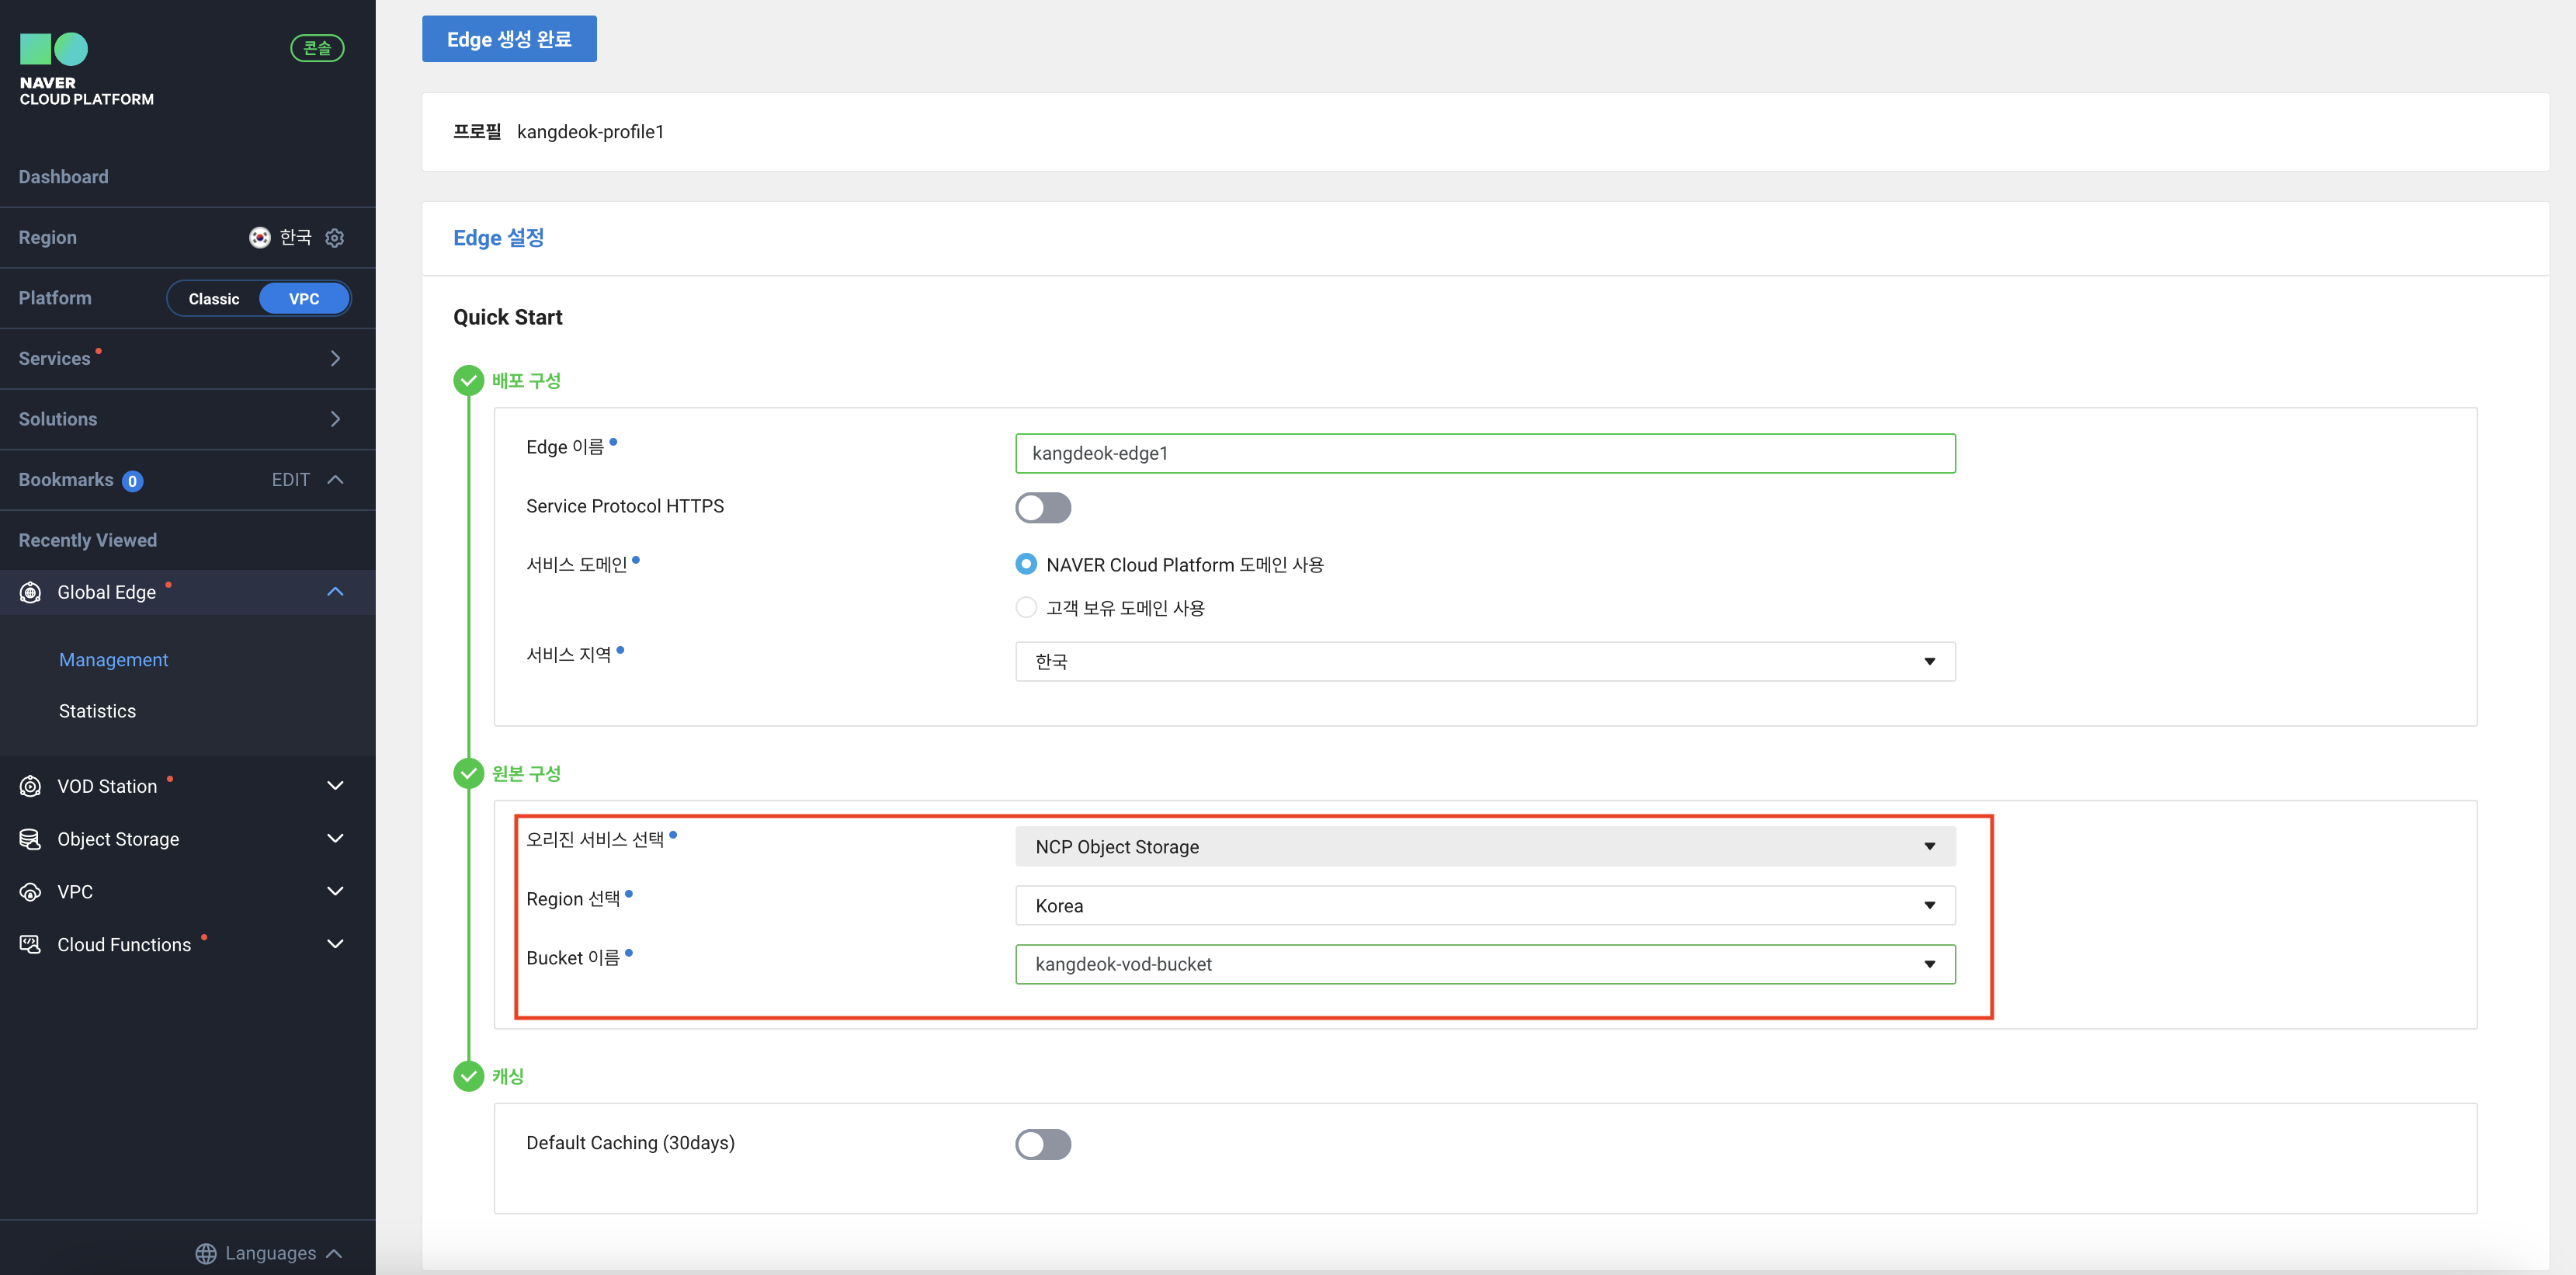 콘솔
NAVER
CLOUD PLATFORM
Dashboard
Region 한국
Platform Classic VPC
Services
Solutions
Bookmarks 0 EDIT
Recently Viewed
Global Edge
Management
Statistics
VOD Station
Object Storage
VPC
Cloud Functions
Languages
Edge 생성 완료
프로필 kangdeok-profile1
Edge 설정
Quick Start
배포 구성
Edge 이름 kangdeok-edge1
Service Protocol HTTPS
서비스 도메인 NAVER Cloud Platform 도메인 사용
고객 보유 도메인 사용
서비스 지역 한국
원본 구성
오리진 서비스 선택 NCP Object Storage
Region 선택 Korea
Bucket 이름 kangdeok-vod-bucket
캐싱
Default Caching (30days)